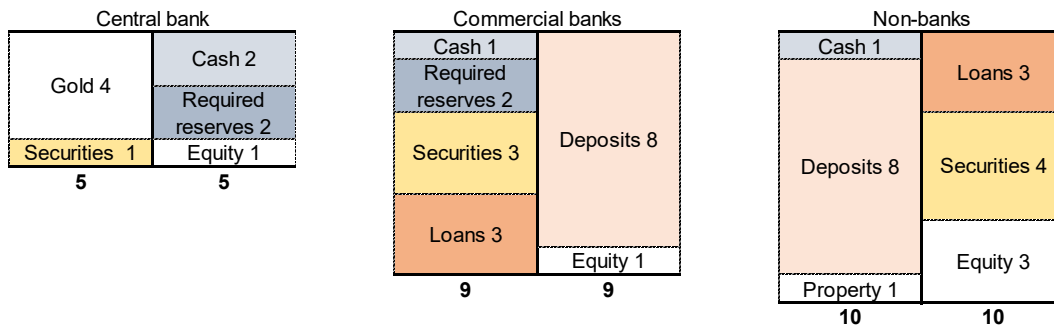 Central bank
Gold 4
Securities 1
Cash 2
Required
reserves 2
Equity 1
5
5
Commercial banks
Cash 1
Required
reserves 2
Securities 3
Loans 3
Deposits 8
Equity 1
9
9
Non-banks
Cash 1
Deposits 8
Property 1
Loans 3
Securities 4
Equity 3
10
10